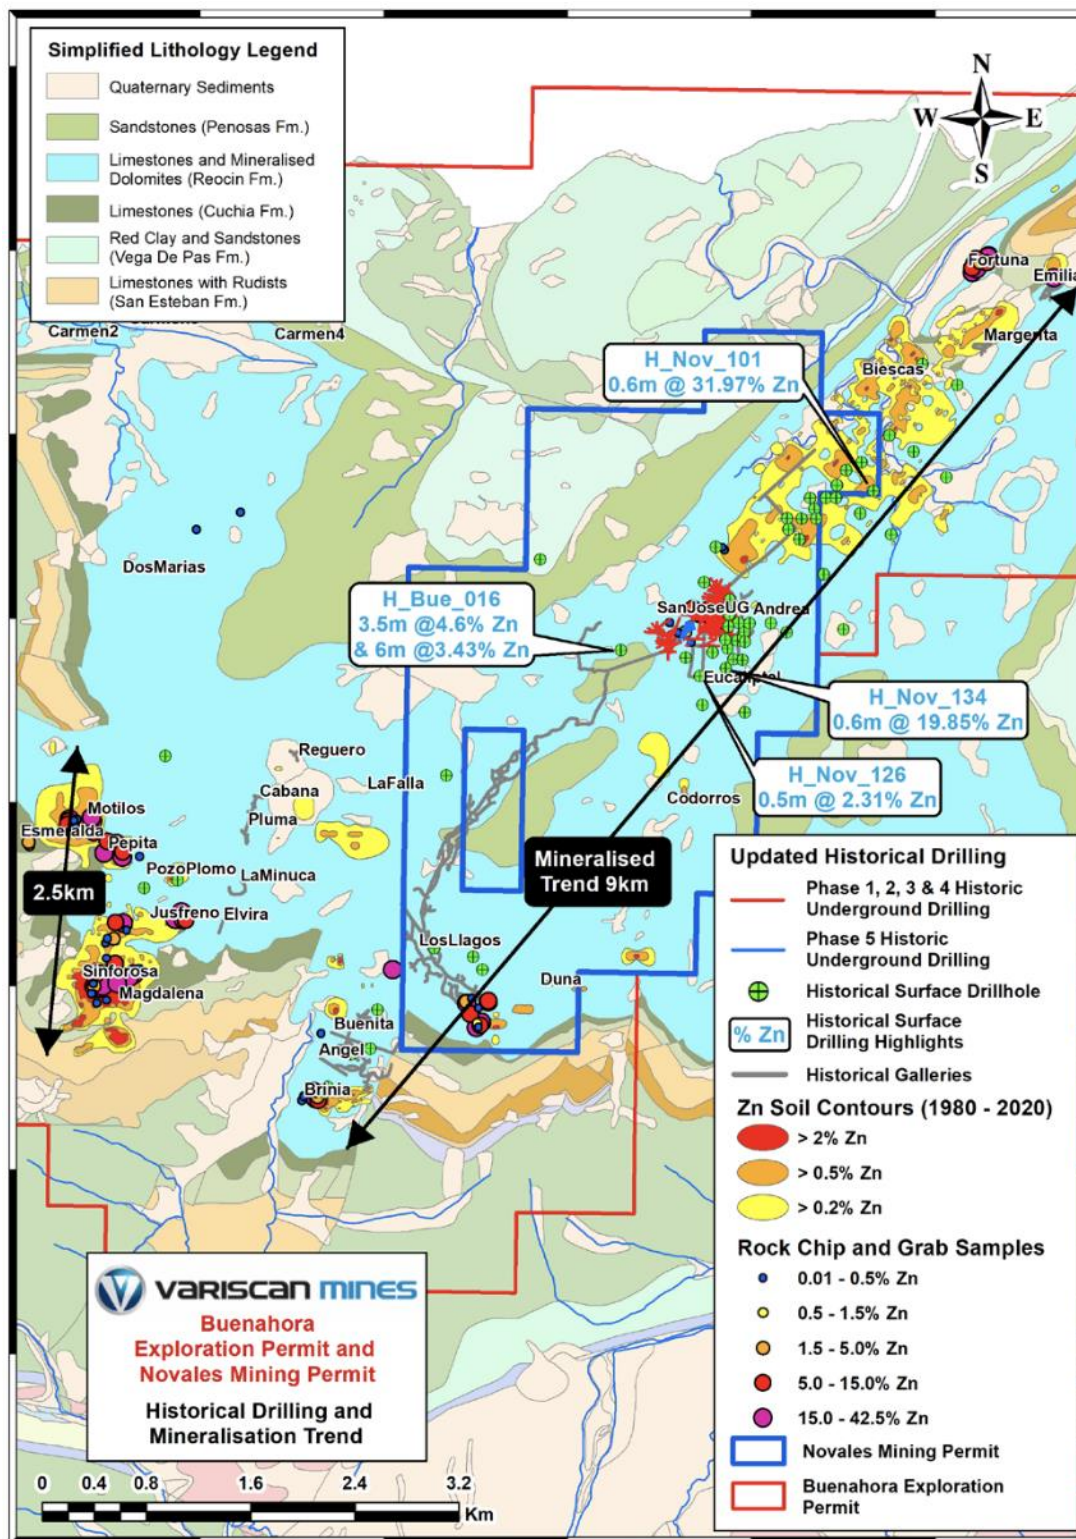 Simplified Lithology Legend
Quaternary Sediments
Sandstones (Penosas Fm.)
Limestones and Mineralised
Dolomites (Reocin Fm.)
Limestones (Cuchia Fm.)
Red Clay and Sandstones
(Vega De Pas Fm.)
Limestones with Rudists
(San Esteban Fm.)
N
W
E
S
Carmen2
Carmen4
Fortuna
Emilia
Margenta
Biescas
H_Nov_101
0.6m @ 31.97% Zn
DosMarias
H_Bue_016
3.5m @4.6% Zn
& 6m @3.43% Zn
SanJoseUG
Andrea
Eucaliptal
H_Nov_134
0.6m @ 19.85% Zn
H_Nov_126
0.5m @ 2.31% Zn
Reguero
LaFalla
Cabana
Pluma
Codorros
Motilos
Esmeralda
Pepita
PozoPlomo
LaMinuca
2.5km
Mineralised
Trend 9km
Jusfreno
Elvira
LosLlagos
Sinforosa
Magdalena
Duna
Buenita
Angel
Brinia
Updated Historical Drilling
Phase 1, 2, 3 & 4 Historic
Underground Drilling
Phase 5 Historic
Underground Drilling
Historical Surface Drillhole
% Zn
Historical Surface
Drilling Highlights
Historical Galleries
Zn Soil Contours (1980 - 2020)
> 2% Zn
> 0.5% Zn
> 0.2% Zn
Rock Chip and Grab Samples
0.01 - 0.5% Zn
0.5 - 1.5% Zn
1.5 - 5.0% Zn
5.0 - 15.0% Zn
15.0 - 42.5% Zn
Novales Mining Permit
Buenahora Exploration
Permit
VARISCAN MINES
Buenahora
Exploration Permit and
Novales Mining Permit
Historical Drilling and
Mineralisation Trend
0 0.4 0.8 1.6 2.4 3.2
Km